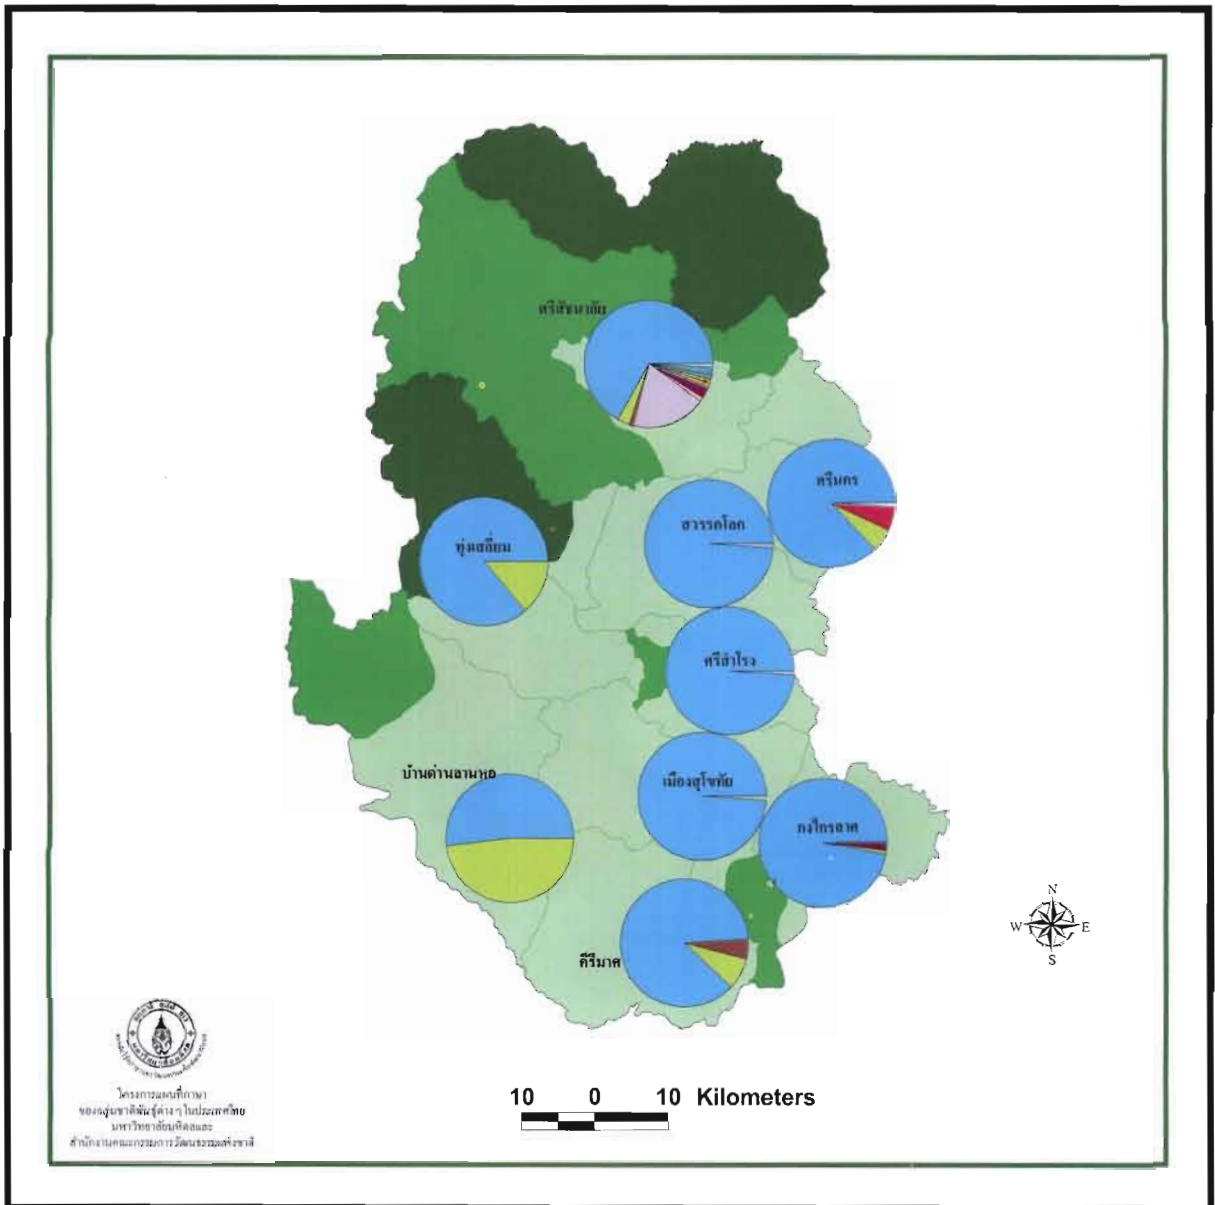 ศรีสัชนาลัย
ศรีนคร
สวรรคโลก
ทุ่งเสลี่ยม
ศรีสำโรง
บ้านด่านลานหอย
เมืองสุโขทัย
กงไกรลาศ
คีรีมาศ
N
W E
S
โครงการแผนที่ภาษา
ของกลุ่มชาติพันธุ์ต่าง ๆ ในประเทศไทย
มหาวิทยาลัยมหิดลและ
สำนักงานคณะกรรมการวัฒนธรรมแห่งชาติ
10 0 10 Kilometers